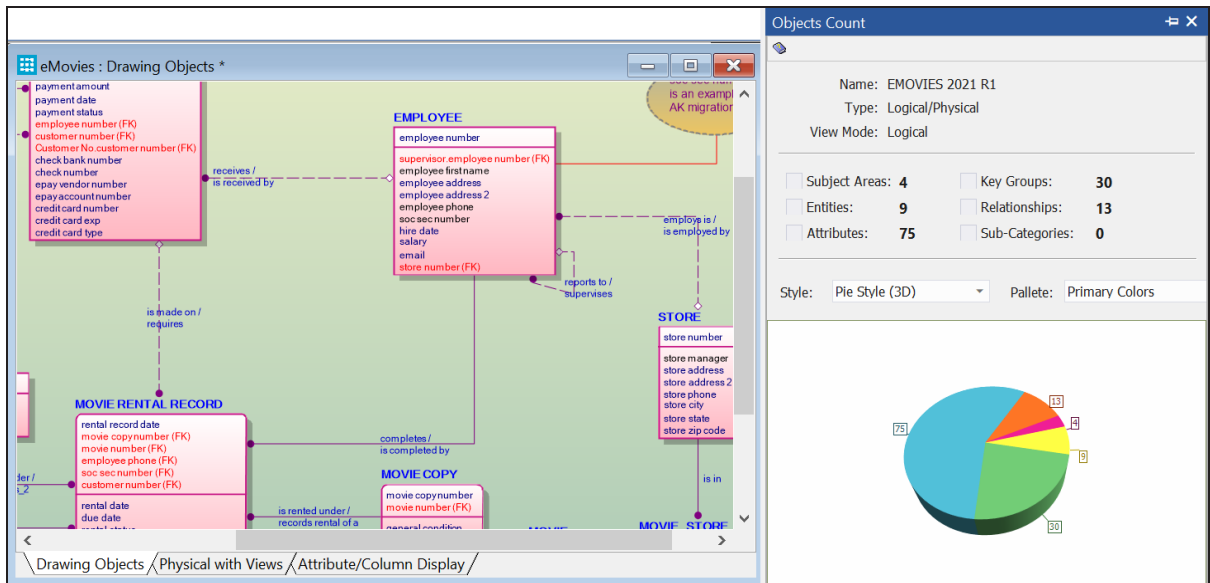 Objects Count
eMovies : Drawing Objects *
payment amount
payment date
payment status
employee number (FK)
customer number (FK)
Customer No.customer number (FK)
check bank number
check number
epay vendor number
epay account number
credit card number
credit card exp
credit card type
receives /
is received by
EMPLOYEE
employee number
supervisor.employee number (FK)
employee first name
employee address
employee address 2
employee phone
soc sec number
hire date
salary
email
store number (FK)
is an exampl
AK migration
employs is /
is employed by
reports to /
supervises
is made on /
requires
STORE
store number
store manager
store address
store address 2
store phone
store city
store state
store zip code
MOVIE RENTAL RECORD
rental record date
movie copy number (FK)
movie number (FK)
employee phone (FK)
soc sec number (FK)
customer number (FK)
rental date
due date
rental status
completes /
is completed by
MOVIE COPY
movie copy number
movie number (FK)
general condition
is rented under /
records rental of a
is in
der /
s_2
MOVIE
MOVIE_STORE
Drawing Objects
Physical with Views
Attribute/Column Display
Name: EMOVIES 2021 R1
Type: Logical/Physical
View Mode: Logical
Subject Areas: 4 Key Groups: 30
Entities: 9 Relationships: 13
Attributes: 75 Sub-Categories: 0
Style: Pie Style (3D) Pallete: Primary Colors
13
4
75
9
30